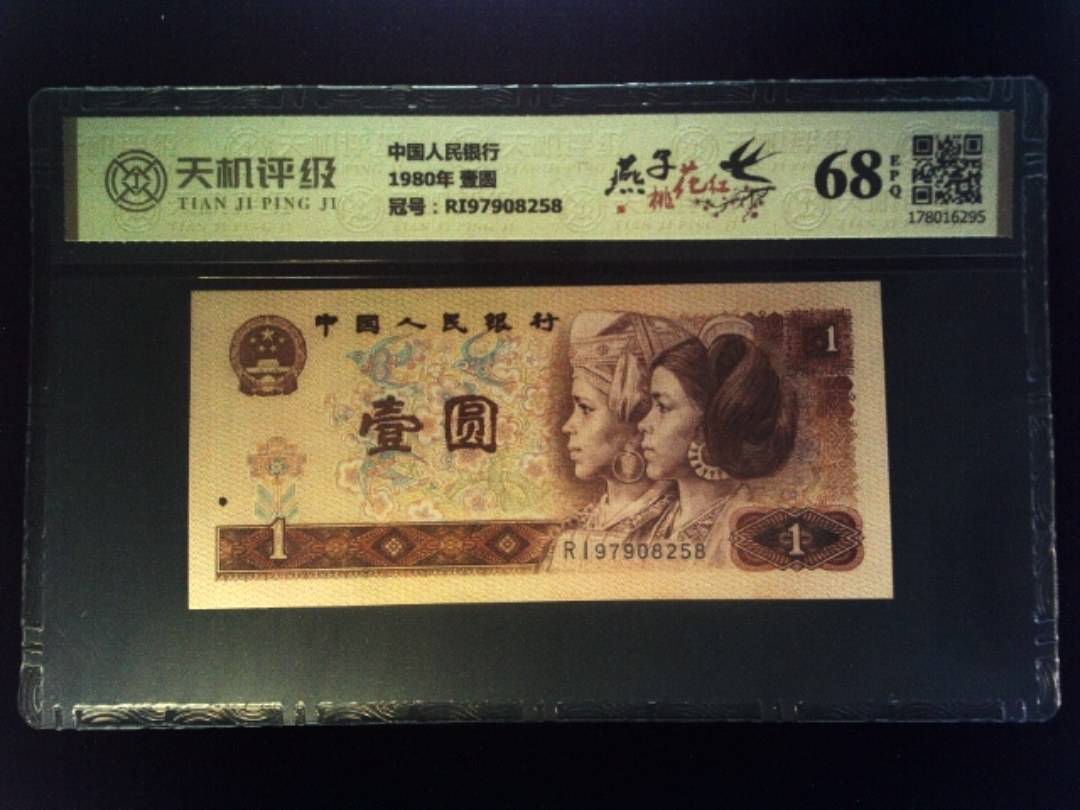 天机评级
TIAN JI PING JI
中国人民银行
1980年 壹圆
冠号：RI97908258
燕子
桃花红
68
EPQ
178016295
中国人民银行
1
壹圆
1
RI97908258
1